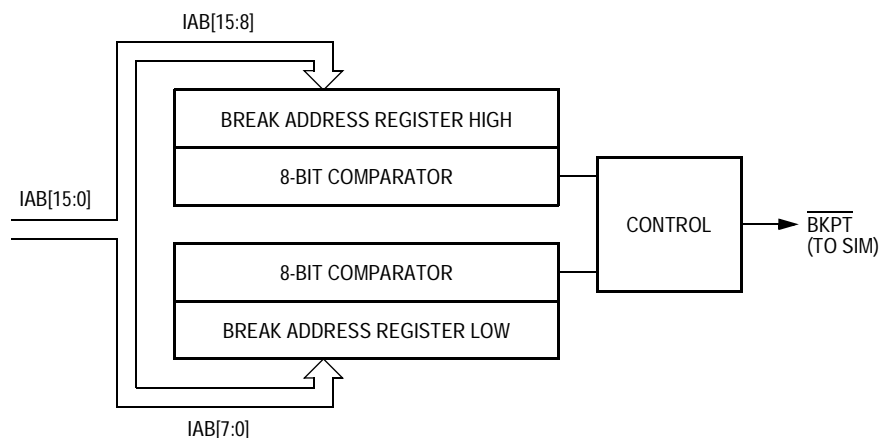 IAB[15:8]
BREAK ADDRESS REGISTER HIGH
8-BIT COMPARATOR
IAB[15:0]
CONTROL
BKPT
(TO SIM)
8-BIT COMPARATOR
BREAK ADDRESS REGISTER LOW
IAB[7:0]